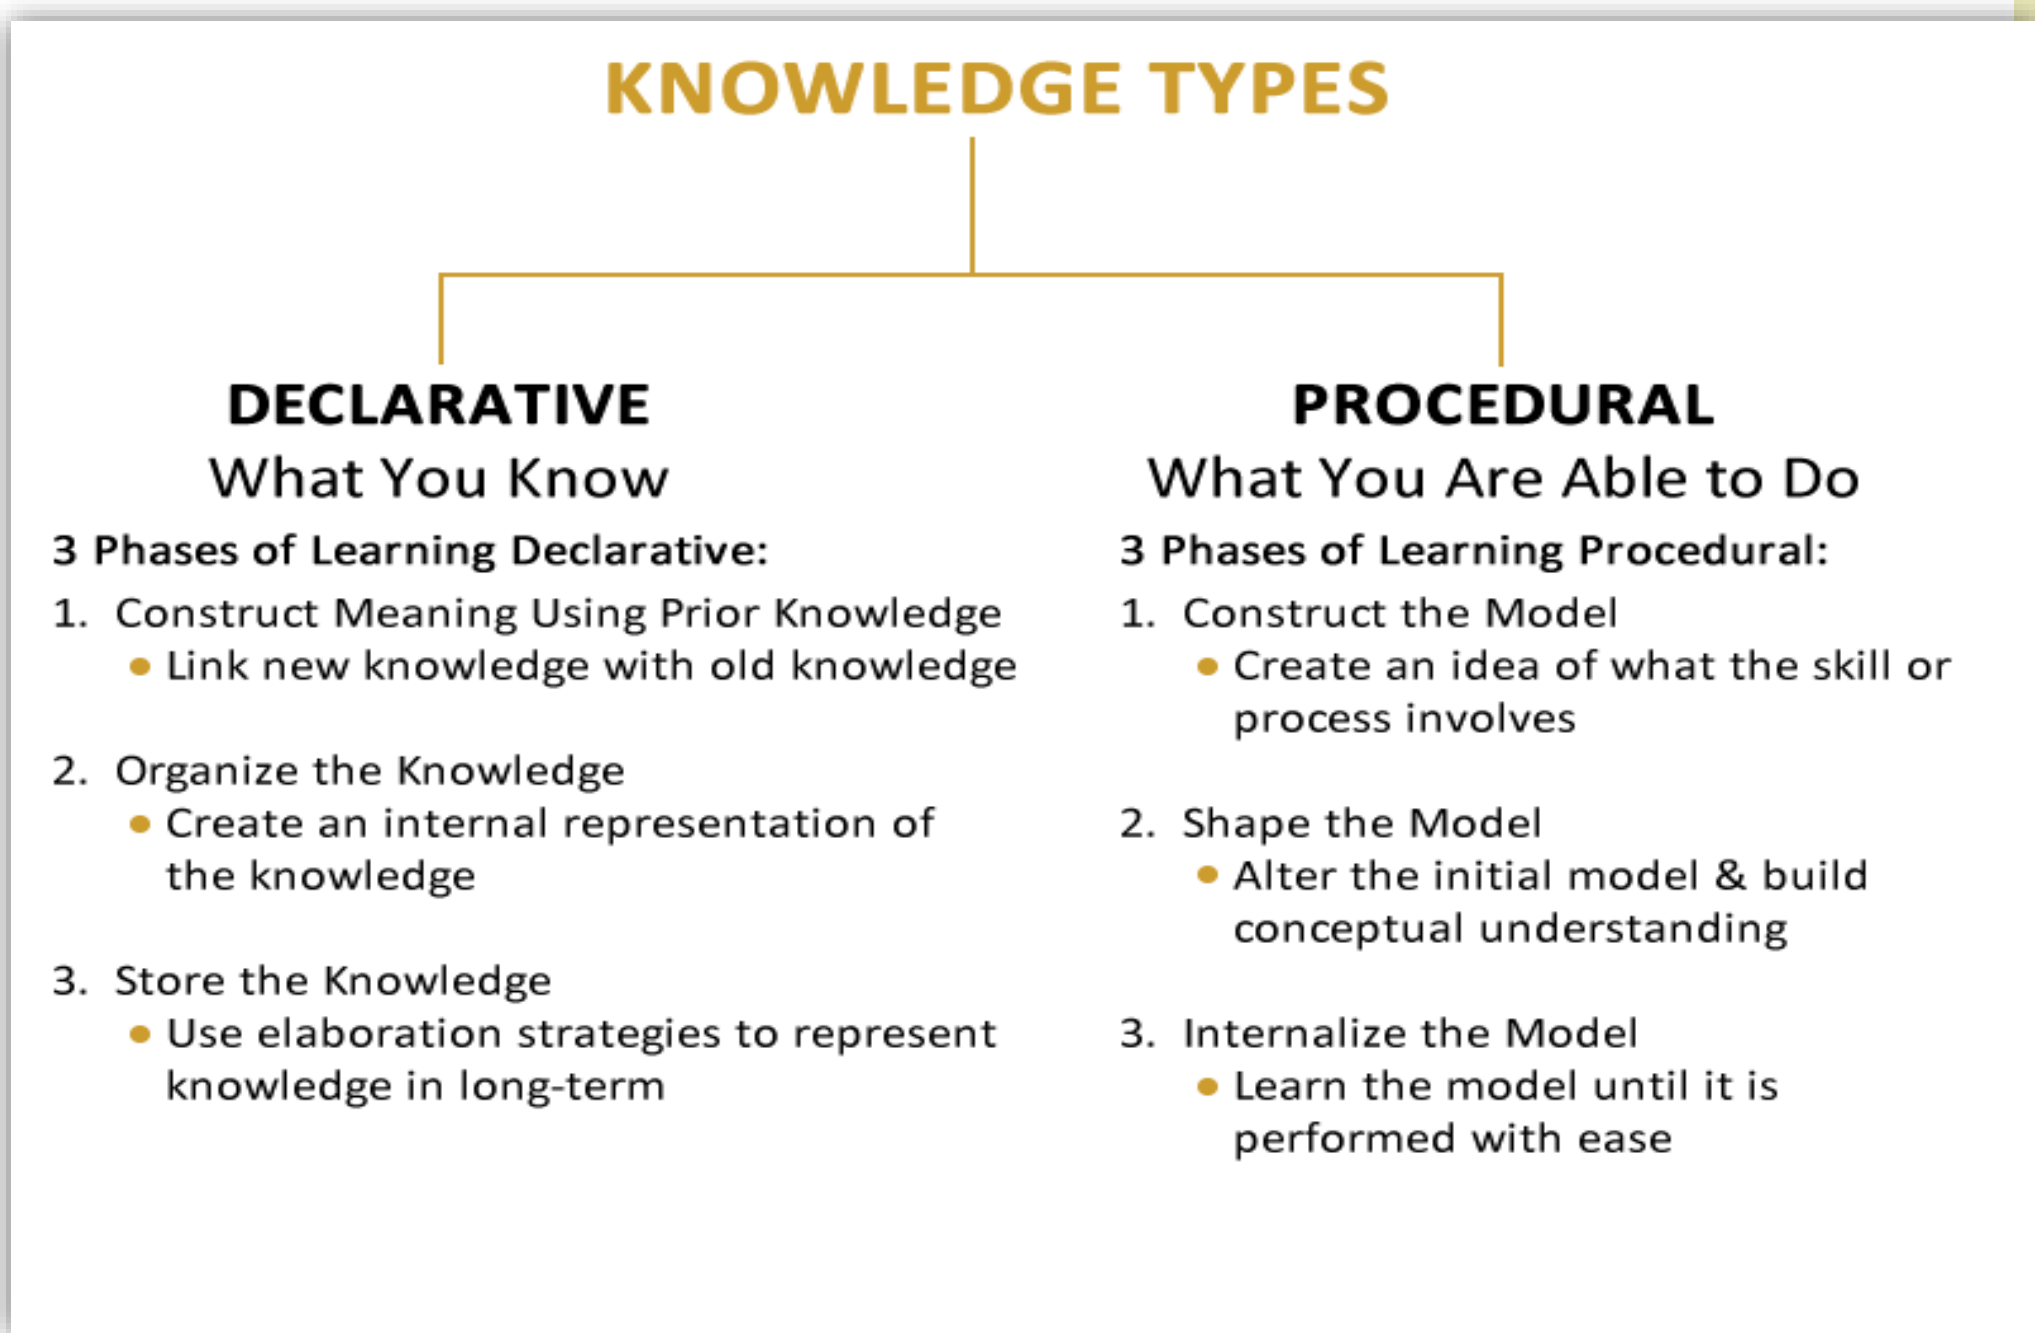 KNOWLEDGE TYPES
DECLARATIVE
What You Know
3 Phases of Learning Declarative:
1. Construct Meaning Using Prior Knowledge
• Link new knowledge with old knowledge
2. Organize the Knowledge
• Create an internal representation of
the knowledge
3. Store the Knowledge
• Use elaboration strategies to represent
knowledge in long-term
PROCEDURAL
What You Are Able to Do
3 Phases of Learning Procedural:
1. Construct the Model
• Create an idea of what the skill or
process involves
2. Shape the Model
• Alter the initial model & build
conceptual understanding
3. Internalize the Model
• Learn the model until it is
performed with ease